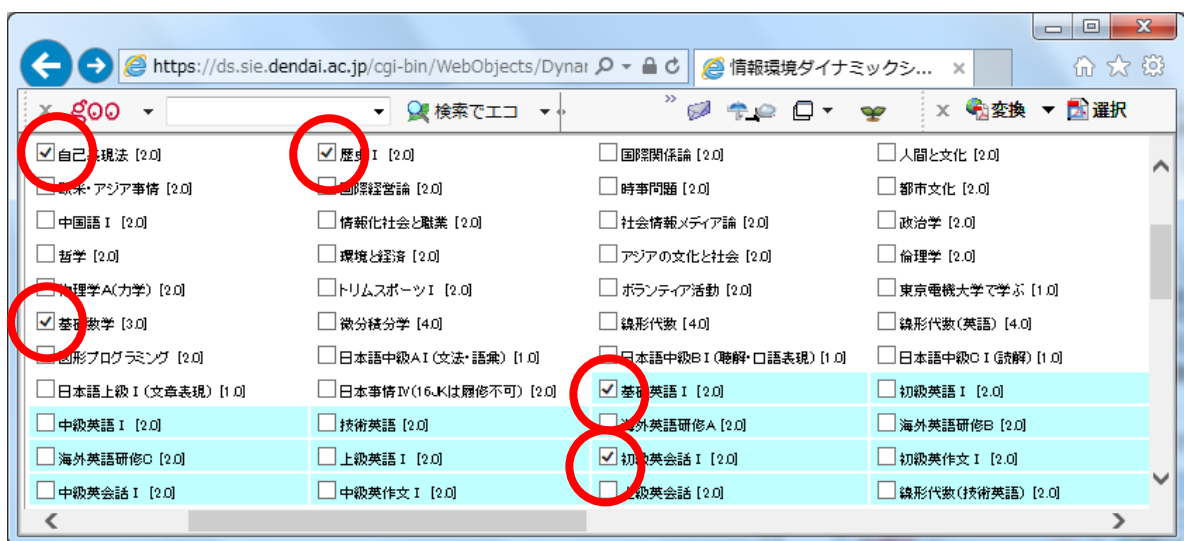 https://ds.sie.dendai.ac.jp/cgi-bin/WebObjects/Dynar
情報環境ダイナミックシ... ×
× goo 検索でエコ » × 変換 選択
自己表現法 [2.0] 歴史 I [2.0] 国際関係論 [2.0] 人間と文化 [2.0]
欧米・アジア事情 [2.0] 国際経営論 [2.0] 時事問題 [2.0] 都市文化 [2.0]
中国語 I [2.0] 情報化社会と職業 [2.0] 社会情報メディア論 [2.0] 政治学 [2.0]
哲学 [2.0] 環境と経済 [2.0] アジアの文化と社会 [2.0] 倫理学 [2.0]
物理学A(力学) [2.0] トリムスポーツ I [2.0] ボランティア活動 [2.0] 東京電機大学で学ぶ [1.0]
基礎数学 [3.0] 微分積分学 [4.0] 線形代数 [4.0] 線形代数(英語) [4.0]
図形プログラミング [2.0] 日本語中級A I (文法・語彙) [1.0] 日本語中級B I (聴解・口語表現) [1.0] 日本語中級C I (読解) [1.0]
日本語上級 I (文章表現) [1.0] 日本事情Ⅳ(16JKは履修不可) [2.0] 基礎英語 I [2.0] 初級英語 I [2.0]
中級英語 I [2.0] 技術英語 [2.0] 海外英語研修A [2.0] 海外英語研修B [2.0]
海外英語研修C [2.0] 上級英語 I [2.0] 初級英会話 I [2.0] 初級英作文 I [2.0]
中級英会話 I [2.0] 中級英作文 I [2.0] 上級英会話 [2.0] 線形代数(技術英語) [2.0]